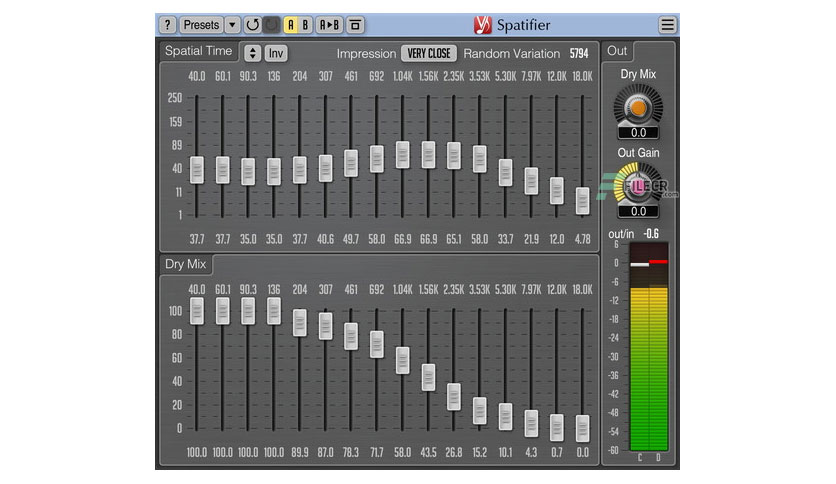 ? Presets A B A▸B Spatifier
Spatial Time Inv Impression VERY CLOSE Random Variation 5794 Out
40.0 60.1 90.3 136 204 307 461 692 1.04K 1.56K 2.35K 3.53K 5.30K 7.97K 12.0K 18.0K
250
159
89
40
11
1
37.7 37.7 35.0 35.0 37.7 40.6 49.7 58.0 66.9 66.9 65.1 58.0 33.7 21.9 12.0 4.78
Dry Mix
40.0 60.1 90.3 136 204 307 461 692 1.04K 1.56K 2.35K 3.53K 5.30K 7.97K 12.0K 18.0K
100
80
60
40
20
0
100.0 100.0 100.0 100.0 89.9 87.0 78.3 71.7 58.0 43.5 26.8 15.2 10.1 4.3 0.7 0.0
Dry Mix
0.0
Out Gain
FILECR
.com
0.0
out/in -0.6
6
0
-6
-12
-18
-24
-30
-36
-42
-48
-54
-60
C D